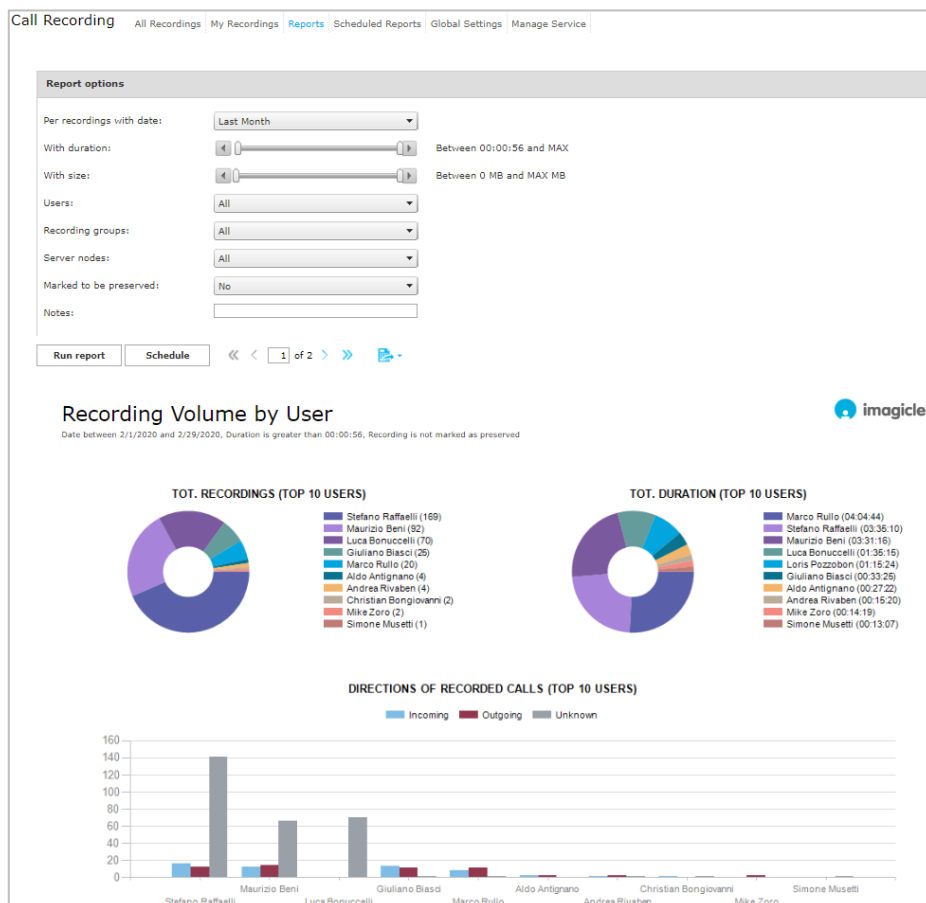 Call Recording All Recordings My Recordings Reports Scheduled Reports Global Settings Manage Service
Report options
Per recordings with date: Last Month
With duration: Between 00:00:56 and MAX
With size: Between 0 MB and MAX MB
Users: All
Recording groups: All
Server nodes: All
Marked to be preserved: No
Notes:
Run report Schedule 1 of 2
Recording Volume by User
imagicle
Date between 2/1/2020 and 2/29/2020, Duration is greater than 00:00:56, Recording is not marked as preserved
TOT. RECORDINGS (TOP 10 USERS)
Stefano Raffaelli (169)
Maurizio Beni (92)
Luca Bonuccelli (70)
Giuliano Biasci (25)
Marco Rullo (20)
Aldo Antignano (4)
Andrea Rivaben (4)
Christian Bongiovanni (2)
Mike Zoro (2)
Simone Musetti (1)
TOT. DURATION (TOP 10 USERS)
Marco Rullo (04:04:44)
Stefano Raffaelli (03:35:10)
Maurizio Beni (03:31:16)
Luca Bonuccelli (01:35:15)
Loris Pozzobon (01:15:24)
Giuliano Biasci (00:33:25)
Aldo Antignano (00:27:22)
Andrea Rivaben (00:15:20)
Mike Zoro (00:14:19)
Simone Musetti (00:13:07)
DIRECTIONS OF RECORDED CALLS (TOP 10 USERS)
Incoming Outgoing Unknown
160
140
120
100
80
60
40
20
0
Maurizio Beni Giuliano Biasci Aldo Antignano Christian Bongiovanni Simone Musetti
Stefano Raffaelli Luca Bonuccelli Marco Rullo Andrea Rivaben Mike Zoro